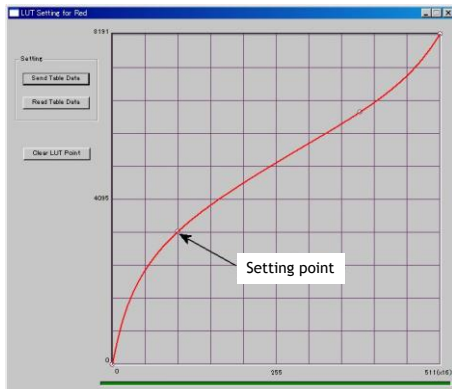 LUT Setting for Red
8191
Setting
Send Table Data
Read Table Data
Clear LUT Point
4095
Setting point
0
0
255
511(x16)